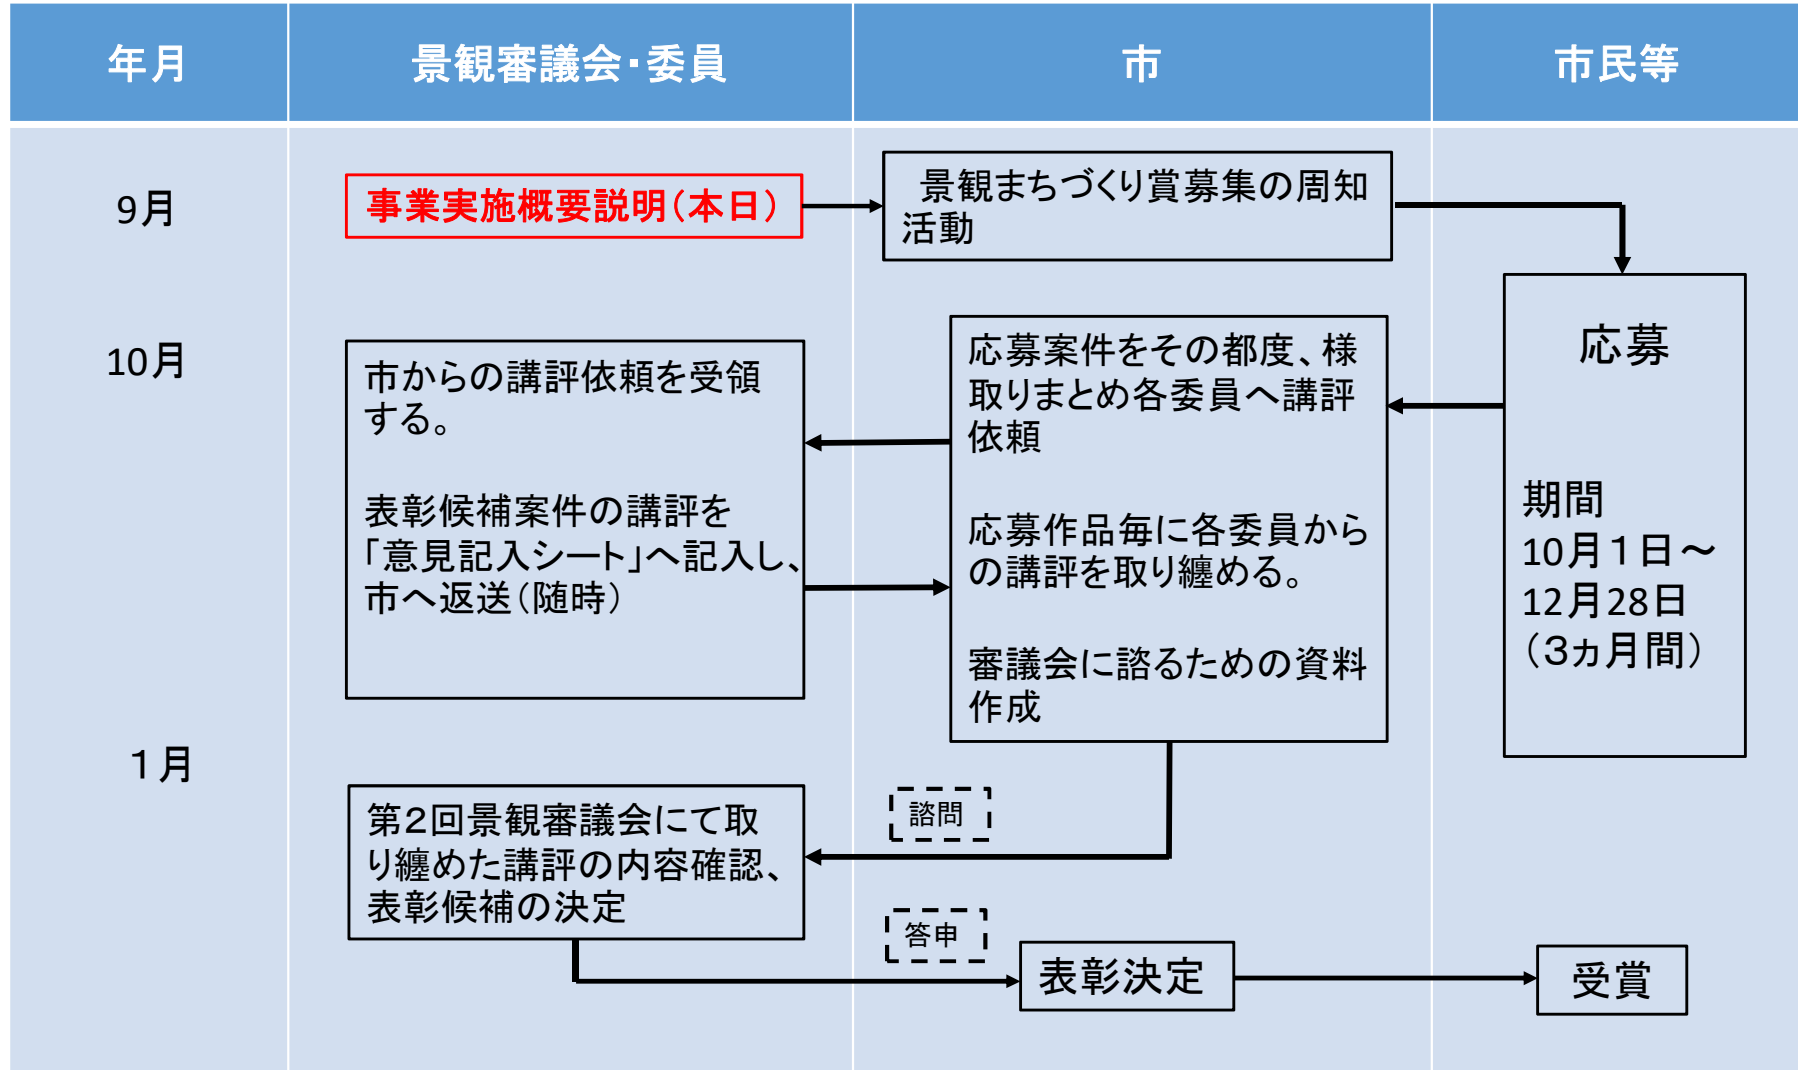 年月
景観審議会・委員
市
市民等
9月
事業実施概要説明（本日）
景観まちづくり賞募集の周知
活動
10月
市からの講評依頼を受領
する。
表彰候補案件の講評を
「意見記入シート」へ記入し、
市へ返送（随時）
応募案件をその都度、様
取りまとめ各委員へ講評
依頼
応募作品毎に各委員から
の講評を取り纏める。
審議会に諮るための資料
作成
応募
期間
10月１日～
12月28日
（３ヵ月間）
１月
第２回景観審議会にて取
り纏めた講評の内容確認、
表彰候補の決定
諮問
答申
表彰決定
受賞